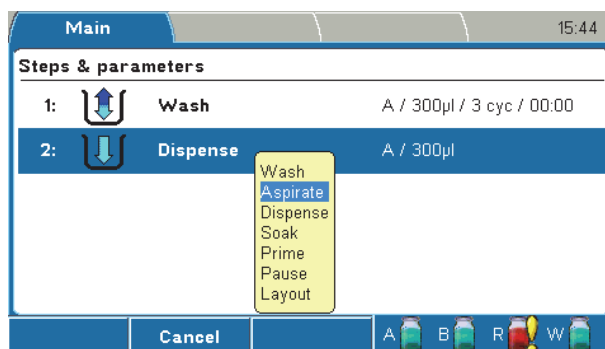 Main 15:44
Steps & parameters
1: Wash A / 300µl / 3 cyc / 00:00
2: Dispense A / 300µl
Wash
Aspirate
Dispense
Soak
Prime
Pause
Layout
Cancel A B R W